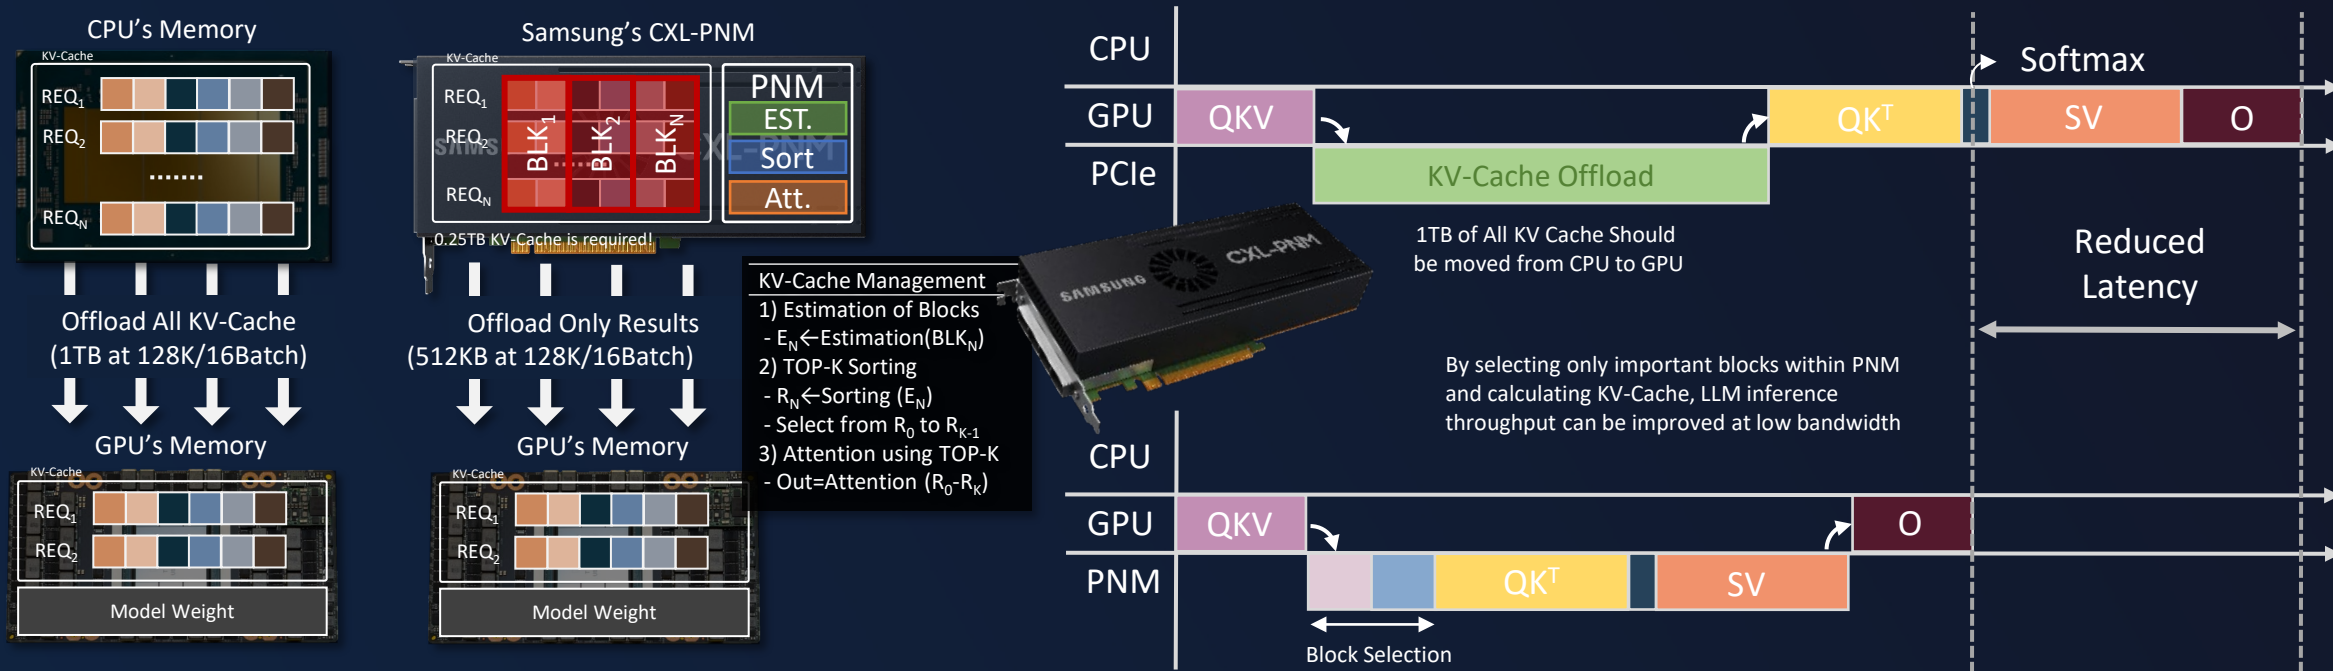 CPU's Memory
KV-Cache
REQ1
REQ2
.......
REQN
Offload All KV-Cache
(1TB at 128K/16Batch)
GPU's Memory
KV-Cache
REQ1
REQ2
Model Weight
Samsung's CXL-PNM
KV-Cache
REQ1
REQ2
REQN
BLK1
BLK2
BLKN
.......
SAMS
CXL-PNM
PNM
EST.
Sort
Att.
0.25TB KV-Cache is required!
Offload Only Results
(512KB at 128K/16Batch)
GPU's Memory
KV-Cache
REQ1
REQ2
Model Weight
KV-Cache Management
1) Estimation of Blocks
- EN←Estimation(BLKN)
2) TOP-K Sorting
- RN←Sorting (EN)
- Select from R0 to RK-1
3) Attention using TOP-K
- Out=Attention (R0-RK)
SAMSUNG
CXL-PNM
CPU
GPU
PCIe
QKV
KV-Cache Offload
QK^T
Softmax
SV
O
1TB of All KV Cache Should
be moved from CPU to GPU
Reduced
Latency
By selecting only important blocks within PNM
and calculating KV-Cache, LLM inference
throughput can be improved at low bandwidth
CPU
GPU
PNM
QKV
QK^T
SV
O
Block Selection